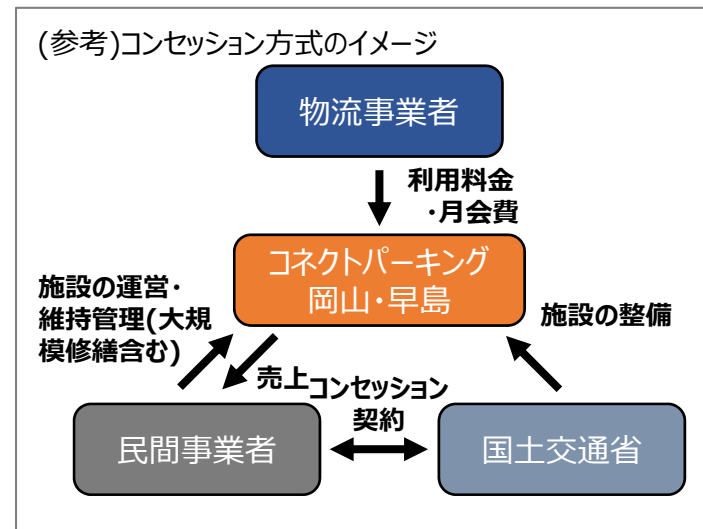 (参考)コンセッション方式のイメージ
物流事業者
利用料金
・月会費
コネクトパーキング
岡山・早島
施設の運営・
維持管理(大規
模修繕含む)
施設の整備
売上
コンセッション
契約
民間事業者
国土交通省